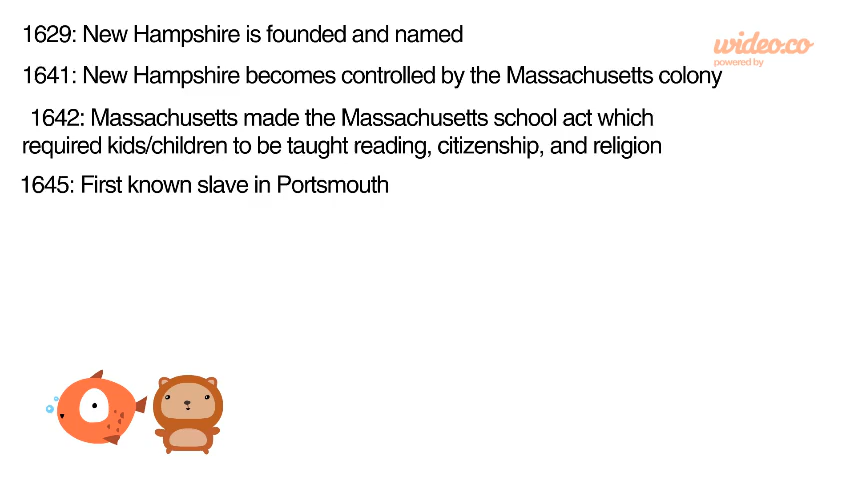 1629: New Hampshire is founded and named
wideo.co
powered by
1641: New Hampshire becomes controlled by the Massachusetts colony
1642: Massachusetts made the Massachusetts school act which
required kids/children to be taught reading, citizenship, and religion
1645: First known slave in Portsmouth